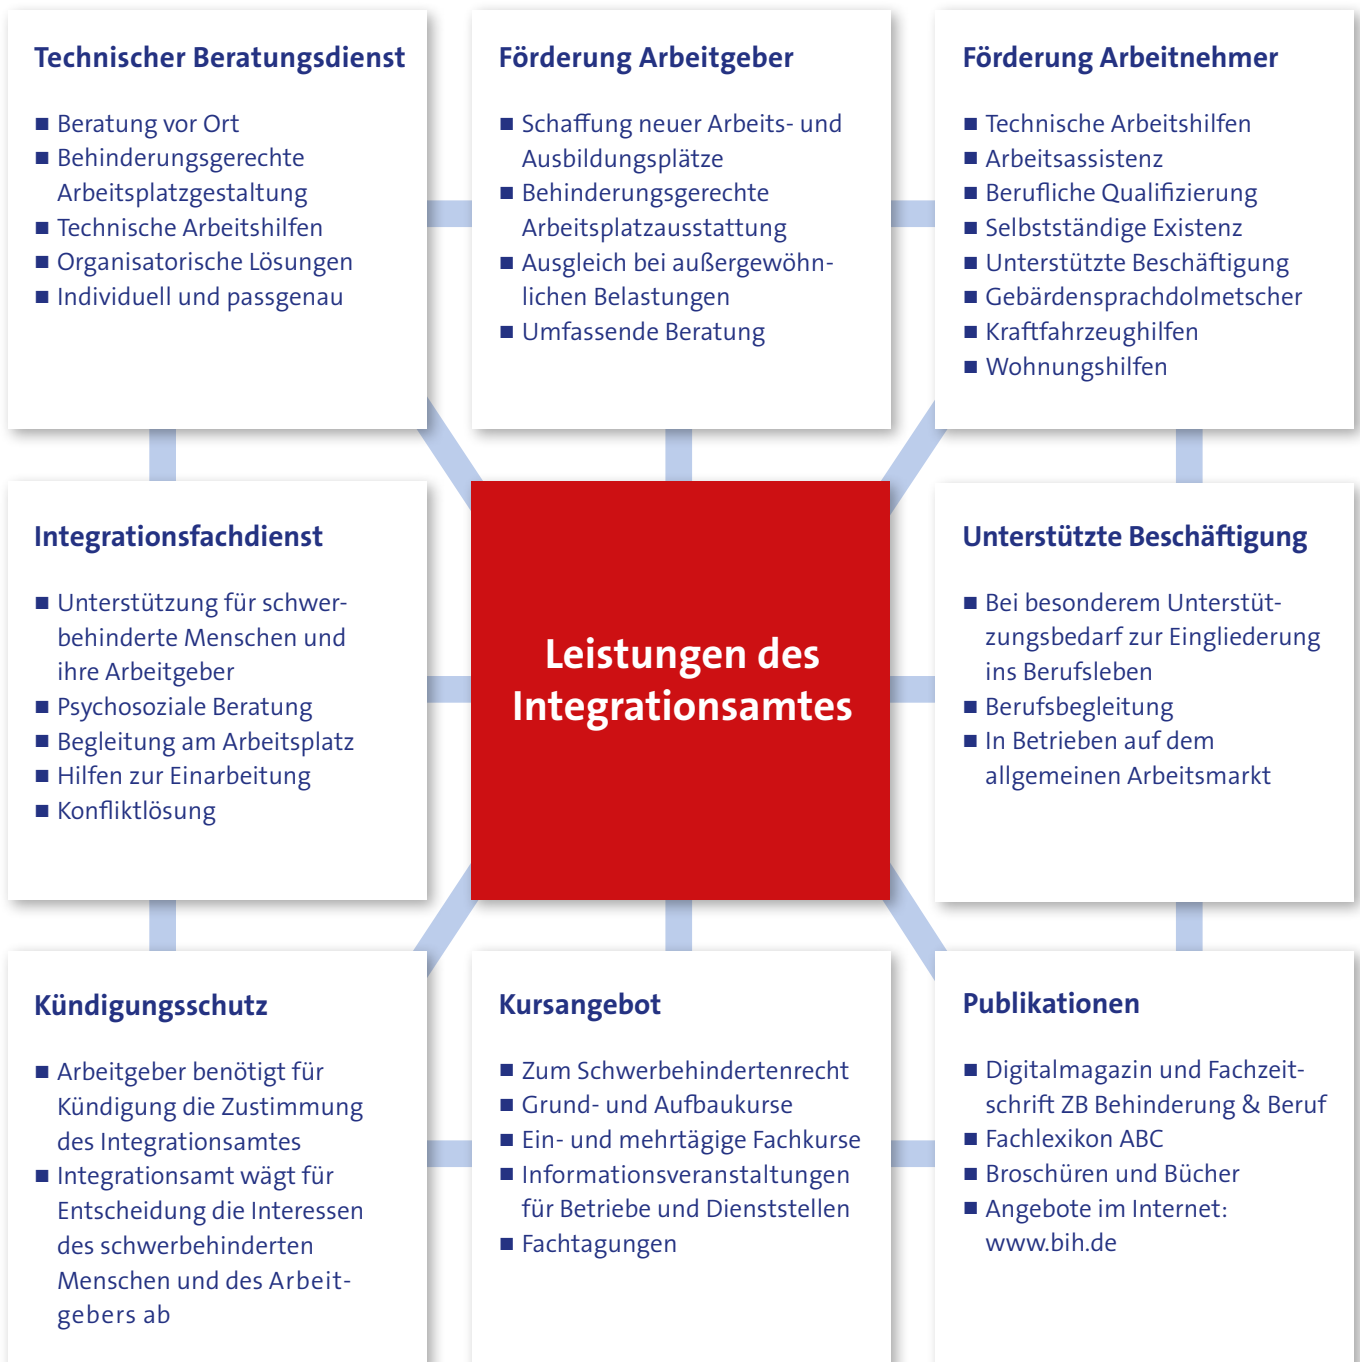 Technischer Beratungsdienst
■ Beratung vor Ort
■ Behinderungsgerechte
Arbeitsplatzgestaltung
■ Technische Arbeitshilfen
■ Organisatorische Lösungen
■ Individuell und passgenau
Förderung Arbeitgeber
■ Schaffung neuer Arbeits- und
Ausbildungsplätze
■ Behinderungsgerechte
Arbeitsplatzausstattung
■ Ausgleich bei außergewöhn-
lichen Belastungen
■ Umfassende Beratung
Förderung Arbeitnehmer
■ Technische Arbeitshilfen
■ Arbeitsassistenz
■ Berufliche Qualifizierung
■ Selbstständige Existenz
■ Unterstützte Beschäftigung
■ Gebärdensprachdolmetscher
■ Kraftfahrzeughilfen
■ Wohnungshilfen
Integrationsfachdienst
■ Unterstützung für schwer-
behinderte Menschen und
ihre Arbeitgeber
■ Psychosoziale Beratung
■ Begleitung am Arbeitsplatz
■ Hilfen zur Einarbeitung
■ Konfliktlösung
Leistungen des
Integrationsamtes
Unterstützte Beschäftigung
■ Bei besonderem Unterstüt-
zungsbedarf zur Eingliederung
ins Berufsleben
■ Berufsbegleitung
■ In Betrieben auf dem
allgemeinen Arbeitsmarkt
Kündigungsschutz
■ Arbeitgeber benötigt für
Kündigung die Zustimmung
des Integrationsamtes
■ Integrationsamt wägt für
Entscheidung die Interessen
des schwerbehinderten
Menschen und des Arbeit-
gebers ab
Kursangebot
■ Zum Schwerbehindertenrecht
■ Grund- und Aufbaukurse
■ Ein- und mehrtägige Fachkurse
■ Informationsveranstaltungen
für Betriebe und Dienststellen
■ Fachtagungen
Publikationen
■ Digitalmagazin und Fachzeit-
schrift ZB Behinderung & Beruf
■ Fachlexikon ABC
■ Broschüren und Bücher
■ Angebote im Internet:
www.bih.de